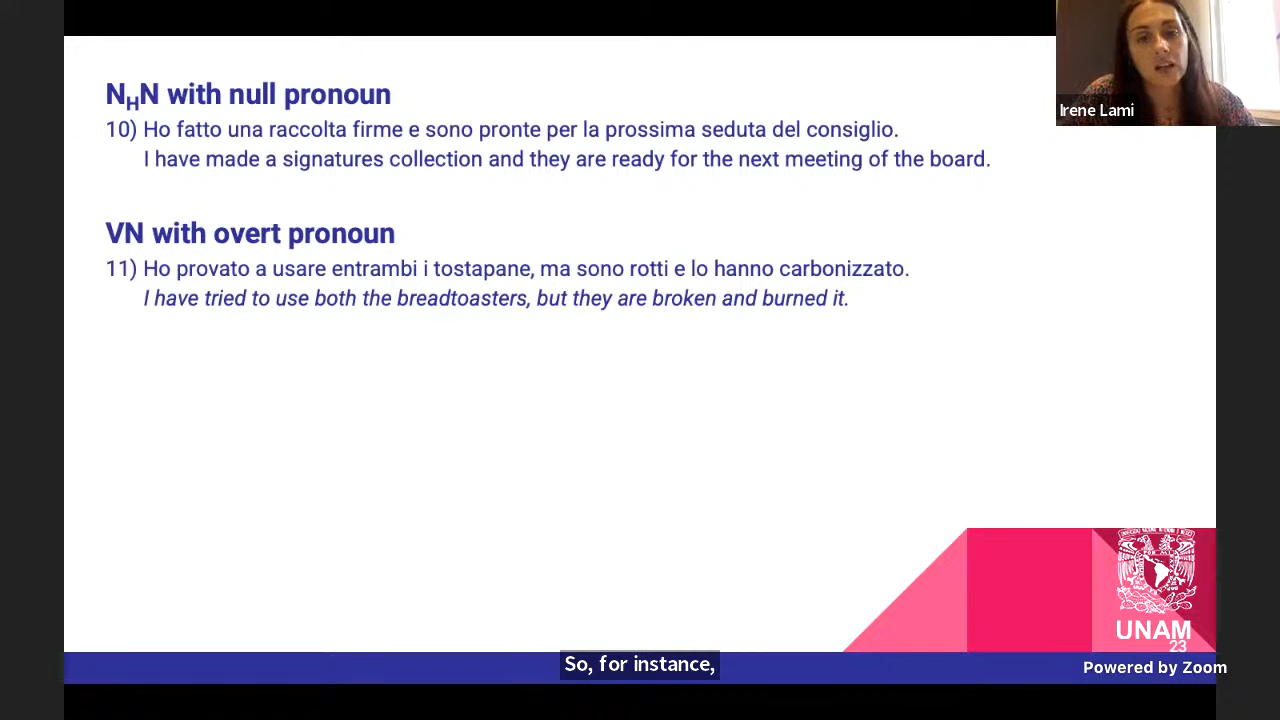 NHN with null pronoun
10) Ho fatto una raccolta firme e sono pronte per la prossima seduta del consiglio.
I have made a signatures collection and they are ready for the next meeting of the board.
VN with overt pronoun
11) Ho provato a usare entrambi i tostapane, ma sono rotti e lo hanno carbonizzato.
I have tried to use both the breadtoasters, but they are broken and burned it.
Irene Lami
UNAM
23
So, for instance,
Powered by Zoom